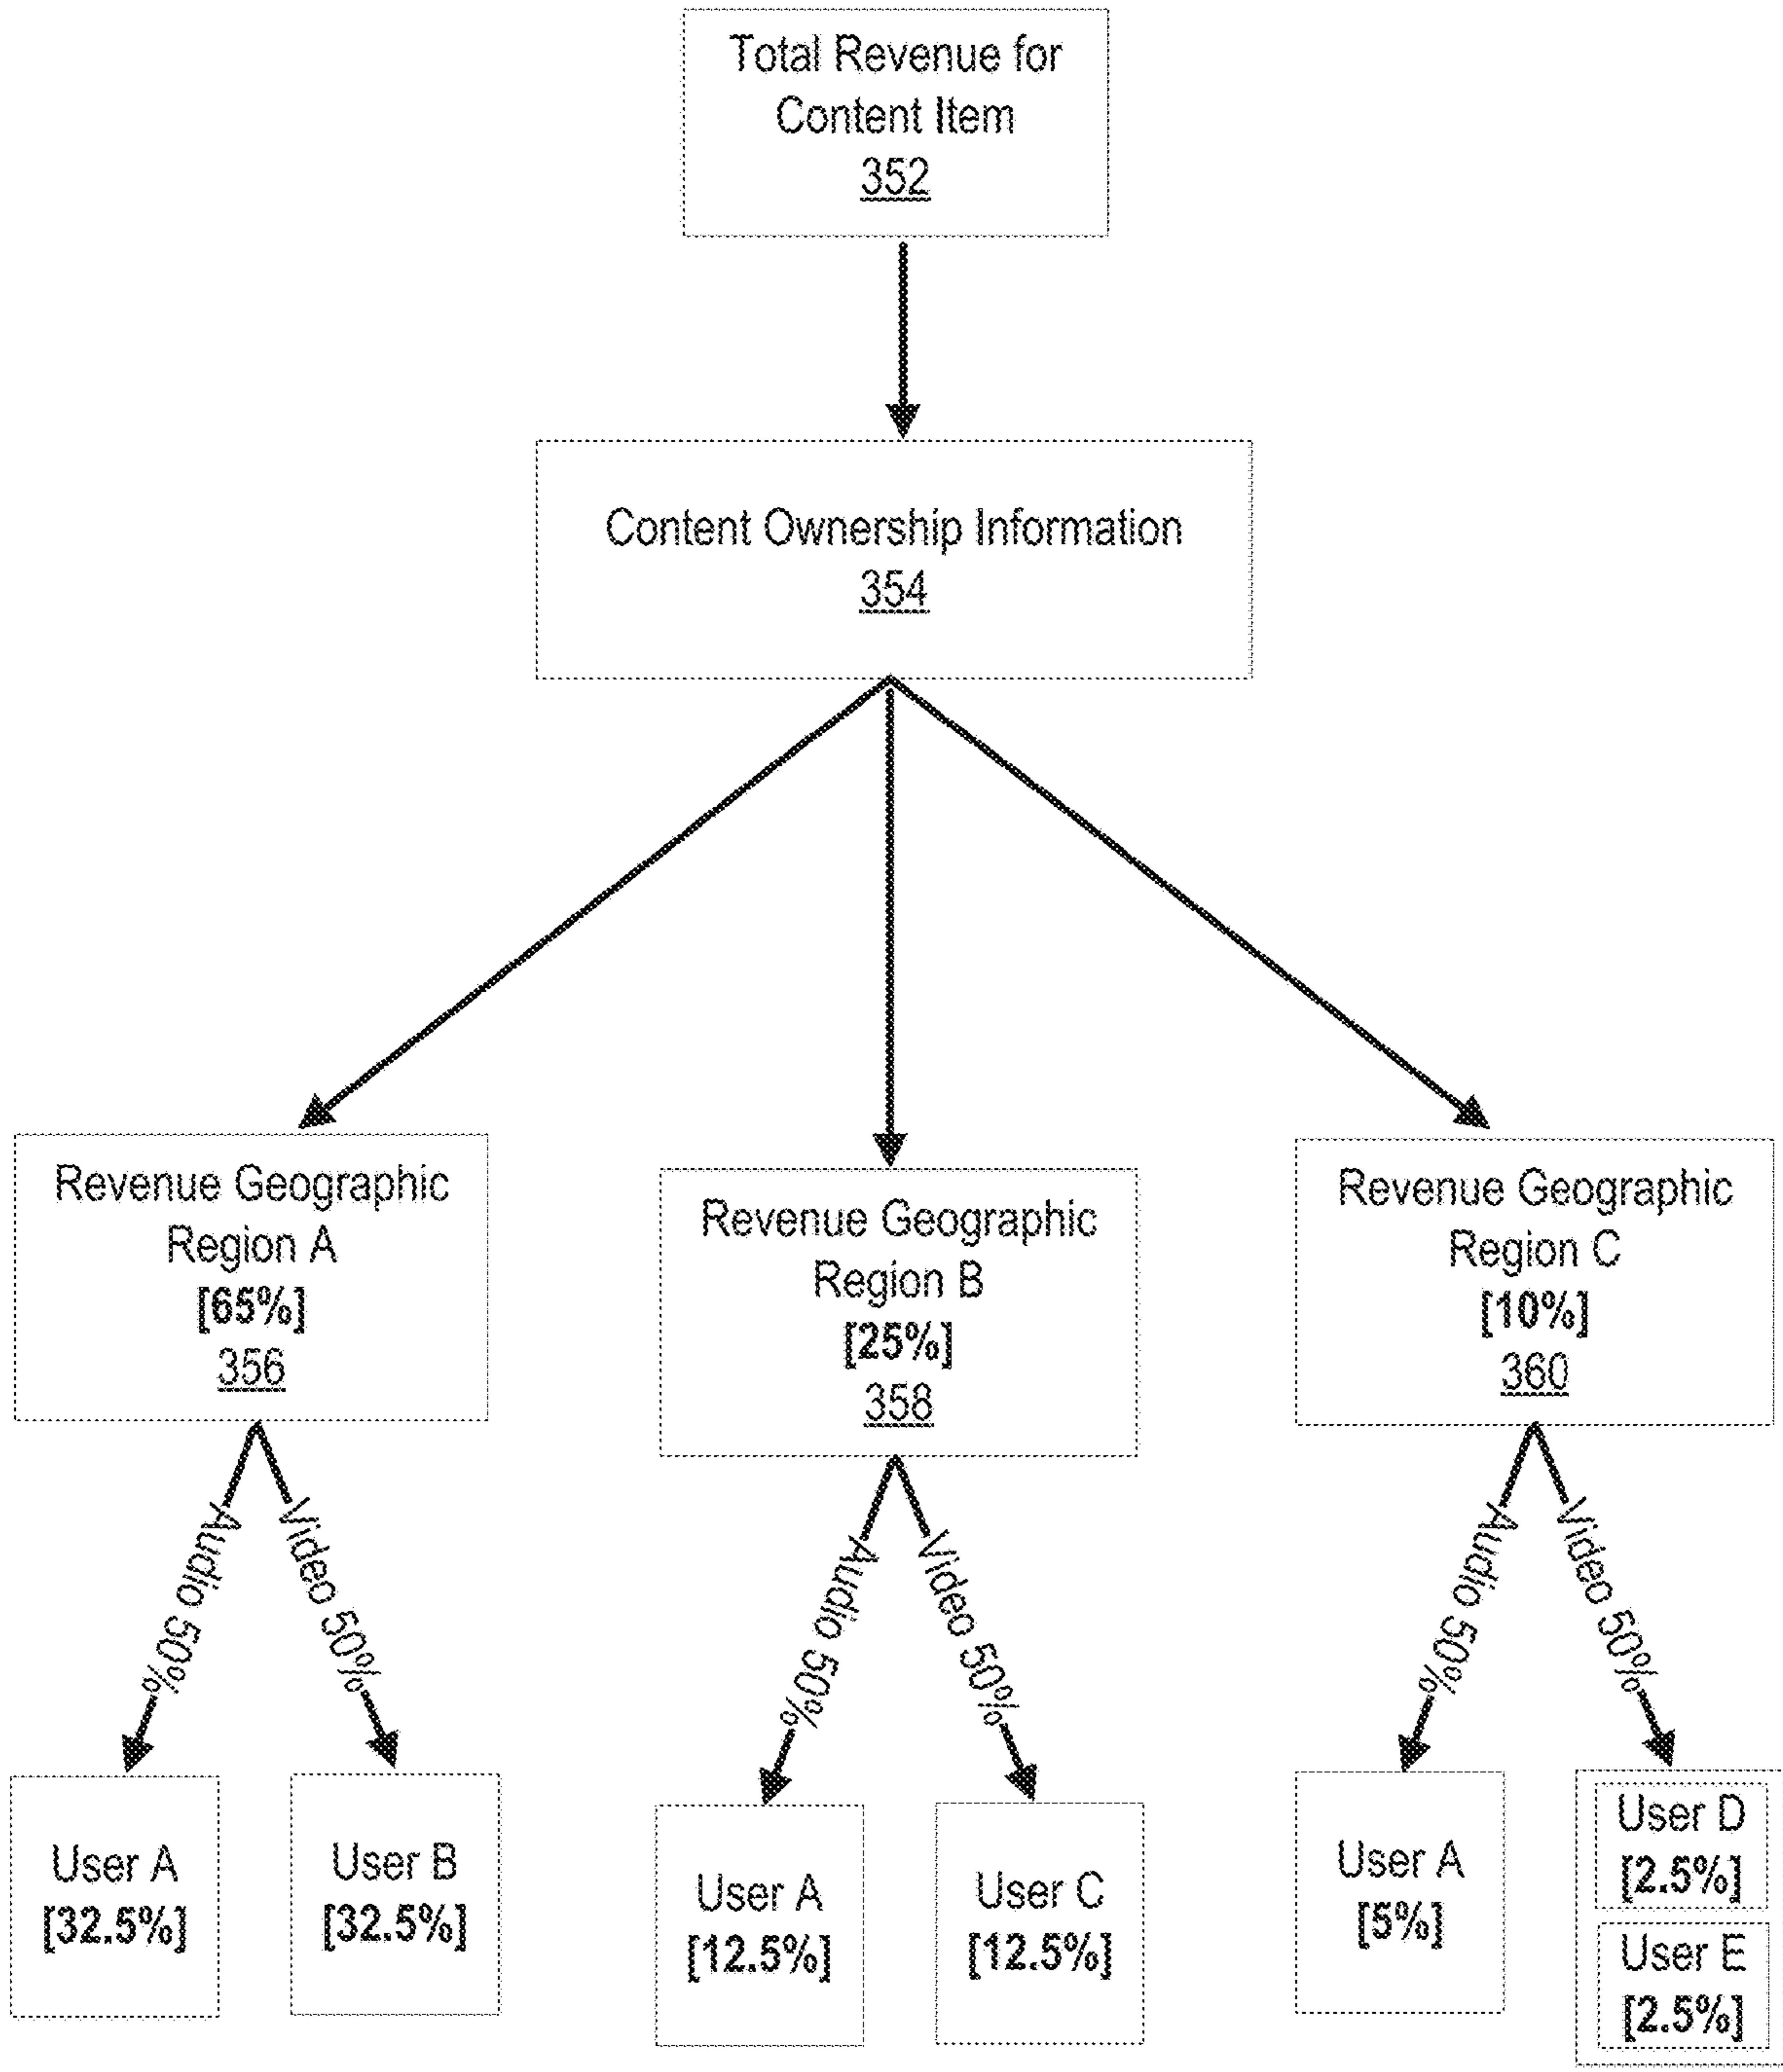 Total Revenue for
Content Item
352
Content Ownership Information
354
Revenue Geographic
Region A
[65%]
356
Revenue Geographic
Region B
[25%]
358
Revenue Geographic
Region C
[10%]
360
Audio 50%
Video 50%
Audio 50%
Video 50%
Audio 50%
Video 50%
User A
[32.5%]
User B
[32.5%]
User A
[12.5%]
User C
[12.5%]
User A
[5%]
User D
[2.5%]
User E
[2.5%]